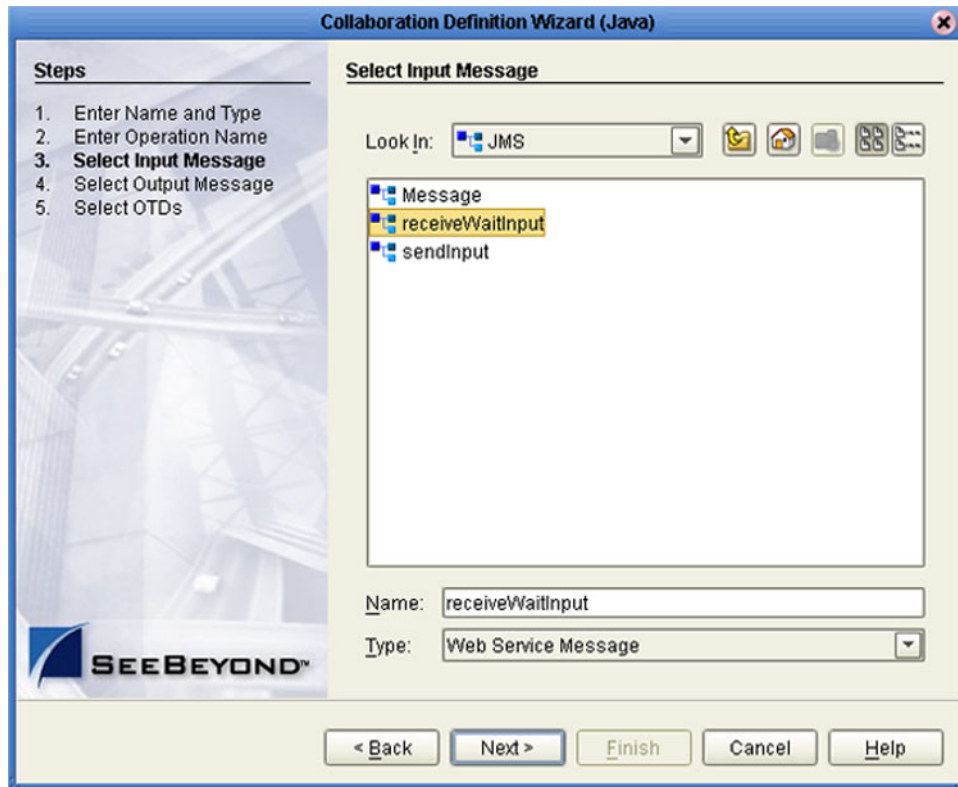 Collaboration Definition Wizard (Java)
Steps
1. Enter Name and Type
2. Enter Operation Name
3. Select Input Message
4. Select Output Message
5. Select OTDs
Select Input Message
Look In: JMS
Message
receiveWaitInput
sendInput
Name: receiveWaitInput
Type: Web Service Message
SEEBEYOND™
< Back Next > Finish Cancel Help